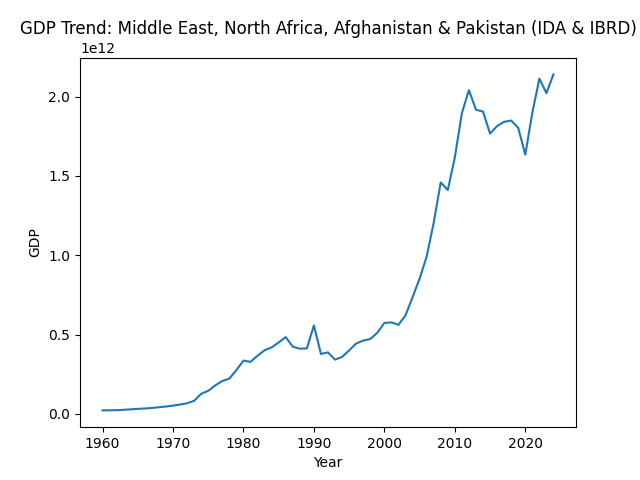 GDP Trend: Middle East, North Africa, Afghanistan & Pakistan (IDA & IBRD)
1e12
2.0
1.5
1.0
0.5
0.0
GDP
1960 1970 1980 1990 2000 2010 2020
Year